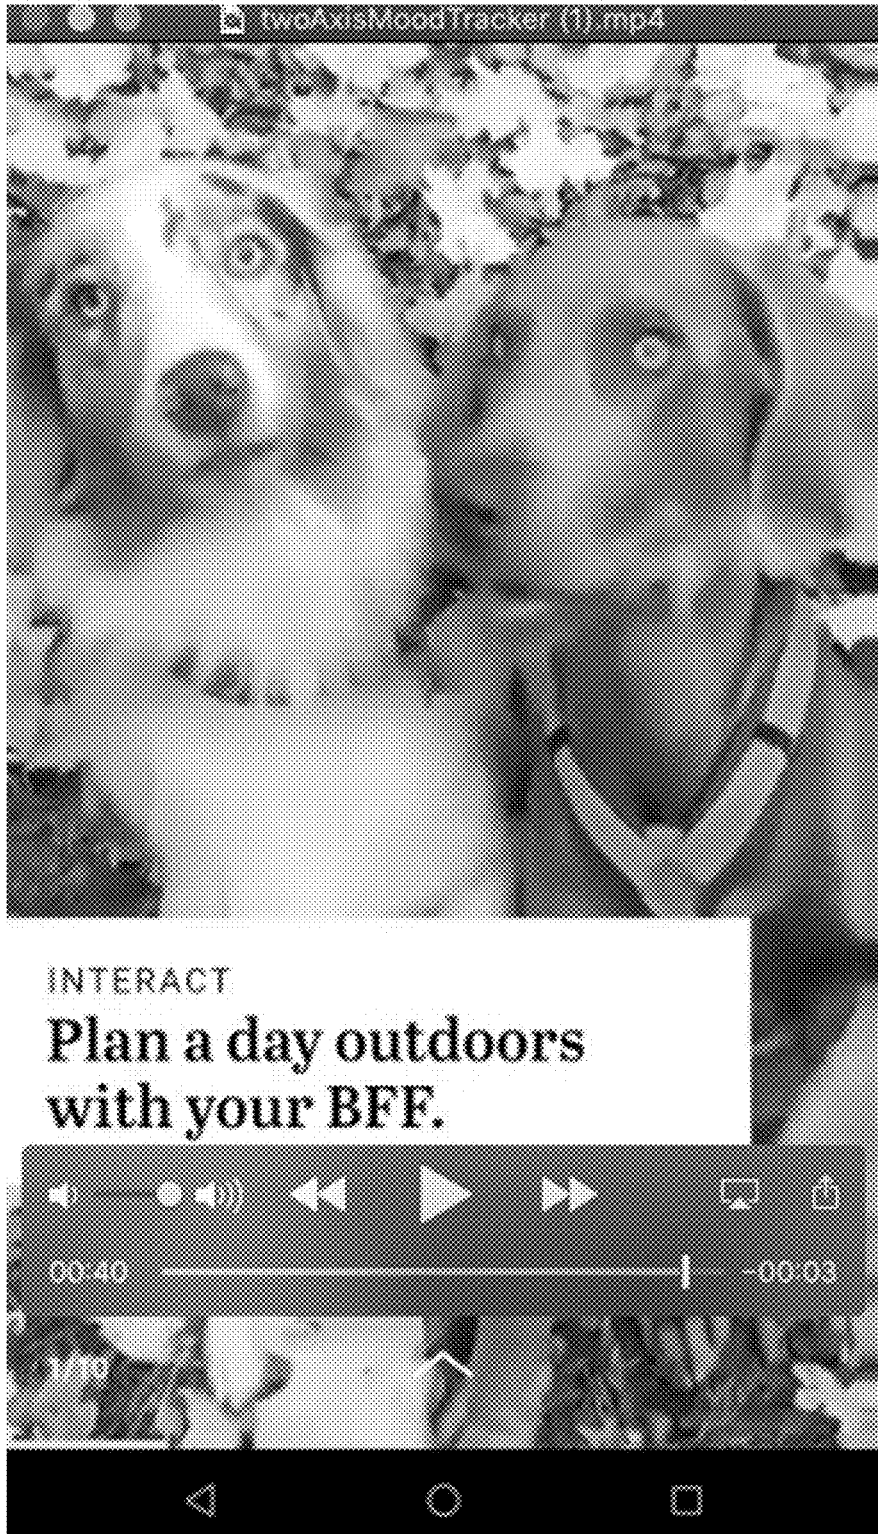 twoAxisMoodTracker (1).mp4
INTERACT
Plan a day outdoors
with your BFF.
00:40
-00:03
1/10